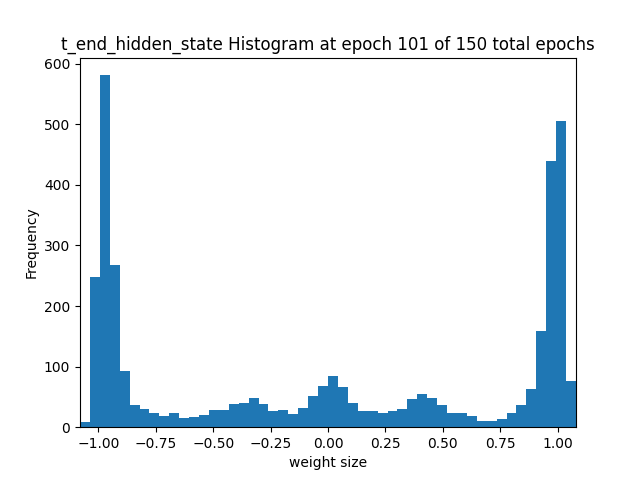 t_end_hidden_state Histogram at epoch 101 of 150 total epochs
600
500
400
300
200
100
0
Frequency
−1.00 −0.75 −0.50 −0.25 0.00 0.25 0.50 0.75 1.00
weight size